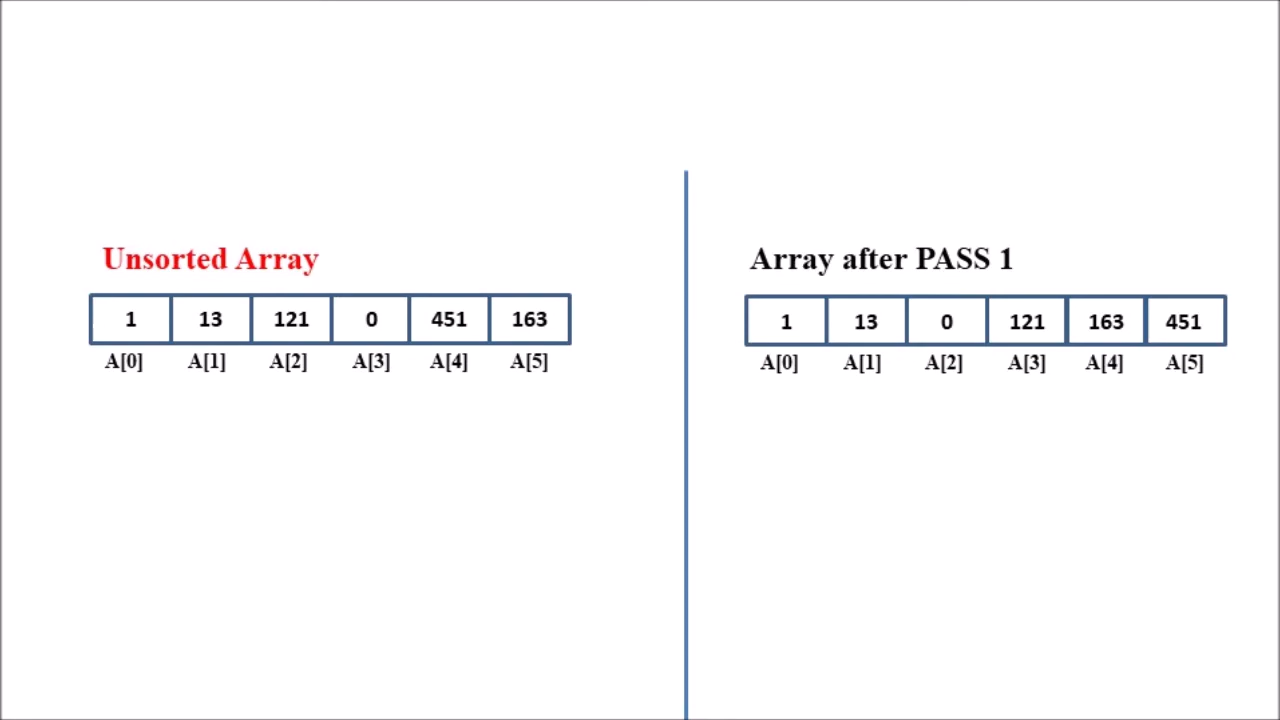 Unsorted Array
1 13 121 0 451 163
A[0] A[1] A[2] A[3] A[4] A[5]
Array after PASS 1
1 13 0 121 163 451
A[0] A[1] A[2] A[3] A[4] A[5]